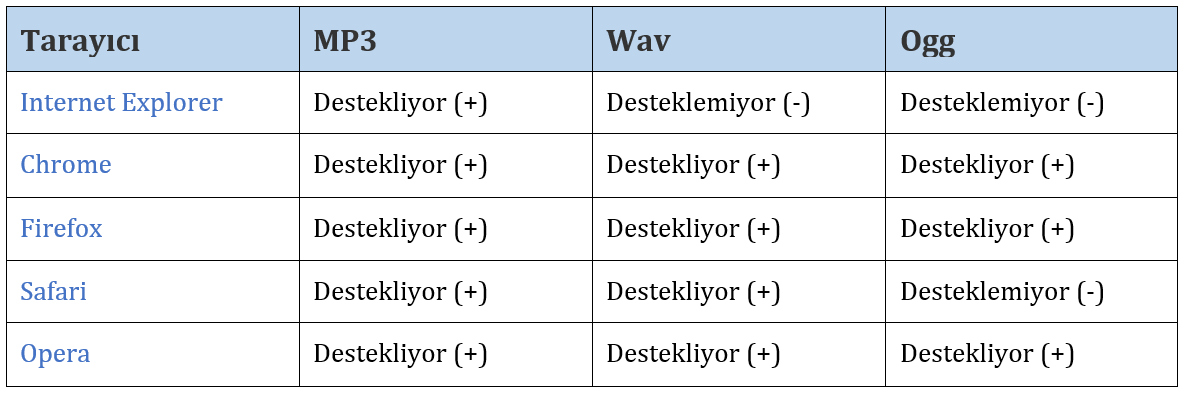 Tarayıcı MP3 Wav Ogg
Internet Explorer Destekliyor (+) Desteklemiyor (-) Desteklemiyor (-)
Chrome Destekliyor (+) Destekliyor (+) Destekliyor (+)
Firefox Destekliyor (+) Destekliyor (+) Destekliyor (+)
Safari Destekliyor (+) Destekliyor (+) Desteklemiyor (-)
Opera Destekliyor (+) Destekliyor (+) Destekliyor (+)